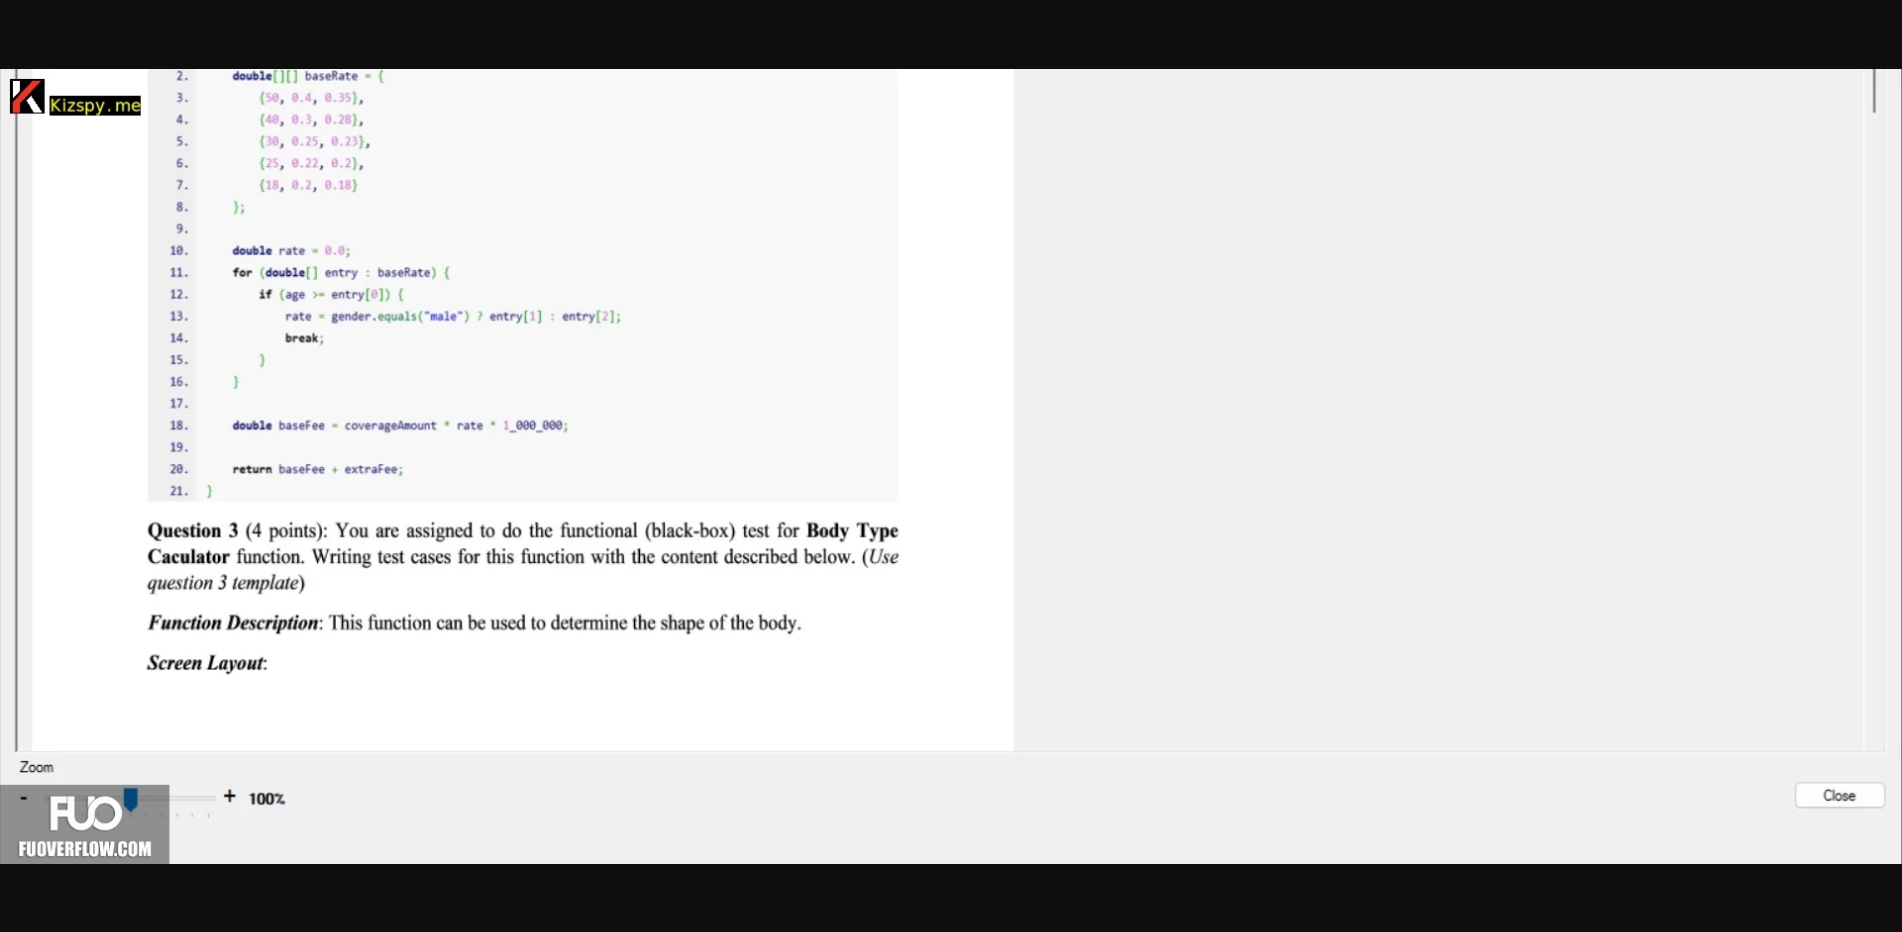 Kizspy.me
2. double[][] baseRate = {
3. {50, 0.4, 0.35},
4. {40, 0.3, 0.28},
5. {30, 0.25, 0.23},
6. {25, 0.22, 0.2},
7. {18, 0.2, 0.18}
8. };
9.
10. double rate = 0.0;
11. for (double[] entry : baseRate) {
12. if (age >= entry[0]) {
13. rate = gender.equals("male") ? entry[1] : entry[2];
14. break;
15. }
16. }
17.
18. double baseFee = coverageAmount * rate * 1_000_000;
19.
20. return baseFee + extraFee;
21. }
Question 3 (4 points): You are assigned to do the functional (black-box) test for Body Type
Caculator function. Writing test cases for this function with the content described below. (Use
question 3 template)
Function Description: This function can be used to determine the shape of the body.
Screen Layout:
Zoom
- + 100%
Close
FUO
FUOVERFLOW.COM